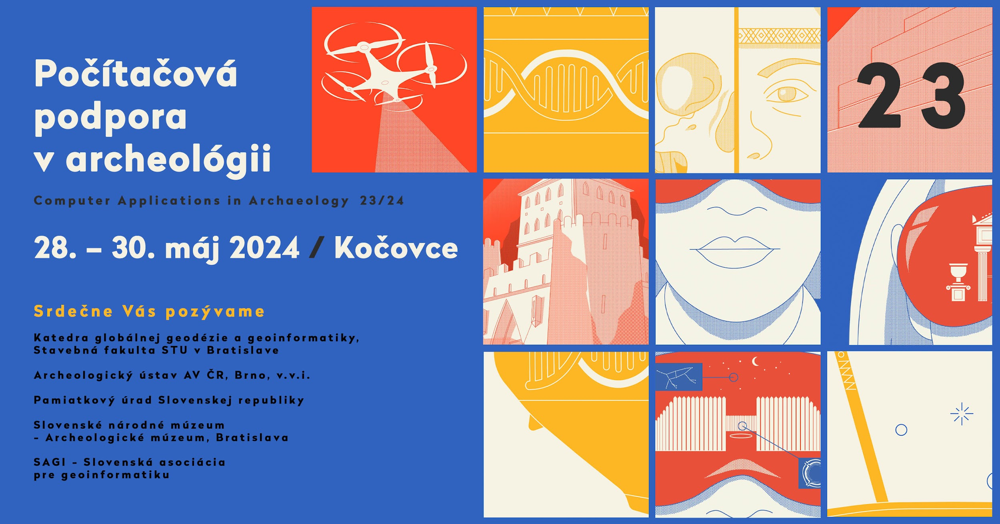 Počítačová
podpora
v archeológii
Computer Applications in Archaeology 23/24
28. – 30. máj 2024 / Kočovce
Srdečne Vás pozývame
Katedra globálnej geodézie a geoinformatiky,
Stavebná fakulta STU v Bratislave
Archeologický ústav AV ČR, Brno, v.v.i.
Pamiatkový úrad Slovenskej republiky
Slovenské národné múzeum
– Archeologické múzeum, Bratislava
SAGI – Slovenská asociácia
pre geoinformatiku
23